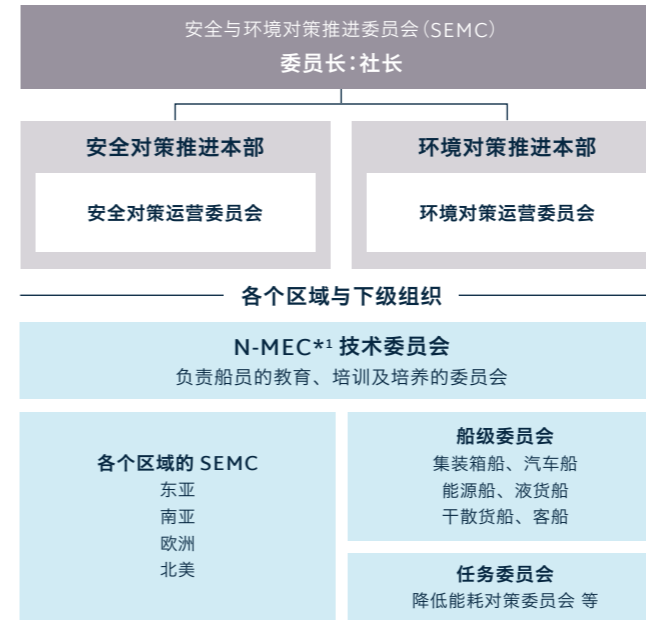 安全与环境对策推进委员会（SEMC）
委员长：社长
安全对策推进本部
安全对策运营委员会
环境对策推进本部
环境对策运营委员会
各个区域与下级组织
N-MEC*1 技术委员会
负责船员的教育、培训及培养的委员会
各个区域的 SEMC
东亚
南亚
欧洲
北美
船级委员会
集装箱船、汽车船
能源船、液货船
干散货船、客船
任务委员会
降低能耗对策委员会 等